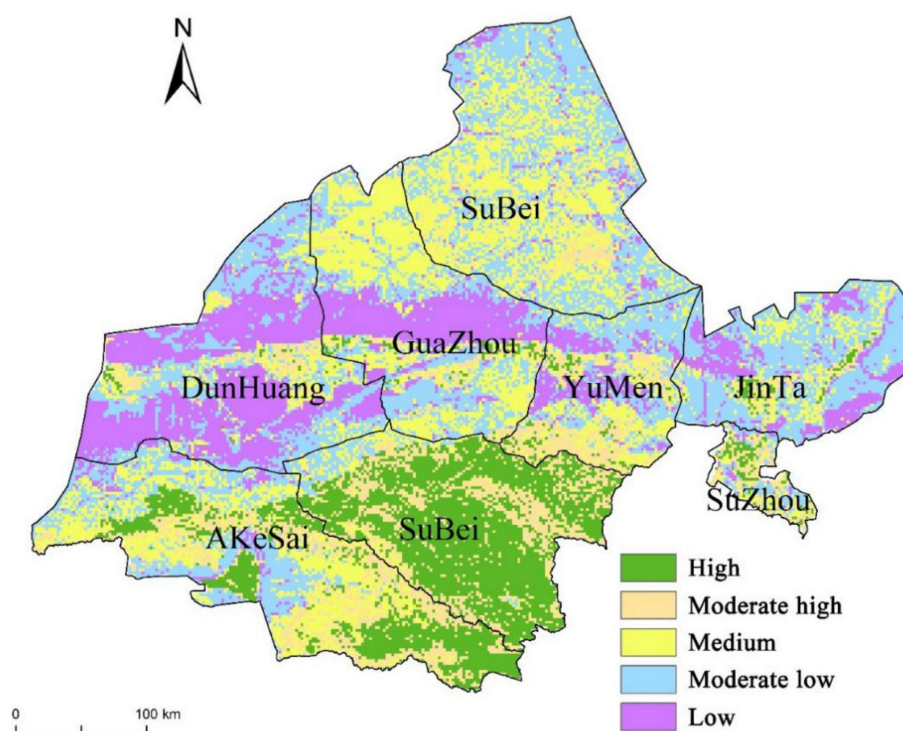 N
SuBei
GuaZhou
DunHuang
YuMen
JinTa
SuZhou
AKeSai
SuBei
High
Moderate high
Medium
Moderate low
Low
0 100 km